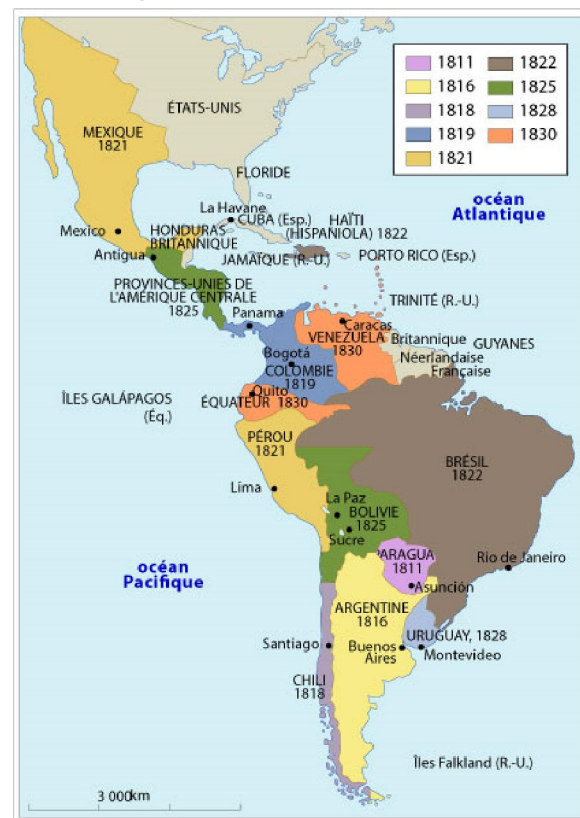 1811
1816
1818
1819
1821
1822
1825
1828
1830
ÉTATS-UNIS
MEXIQUE
1821
FLORIDE
océan
Atlantique
La Havane
CUBA (Esp.)
HAÏTI
(HISPANIOLA) 1822
Mexico
HONDURAS
BRITANNIQUE
JAMAÏQUE (R.-U.)
PORTO RICO (Esp.)
Antigua
PROVINCES-UNIES DE
L'AMÉRIQUE CENTRALE
1825
TRINITÉ (R.-U.)
Panama
Caracas
VENEZUELA
1830
Britannique
GUYANES
Néerlandaise
Française
Bogotá
COLOMBIE
1819
ÎLES GALÁPAGOS
(Éq.)
Quito
ÉQUATEUR 1830
PÉROU
1821
BRÉSIL
1822
Lima
La Paz
BOLIVIE
1825
Sucre
océan
Pacifique
PARAGUA
1811
Rio de Janeiro
Asunción
ARGENTINE
1816
URUGUAY, 1828
Santiago
Buenos
Aires
Montevideo
CHILI
1818
Îles Falkland (R.-U.)
3 000km